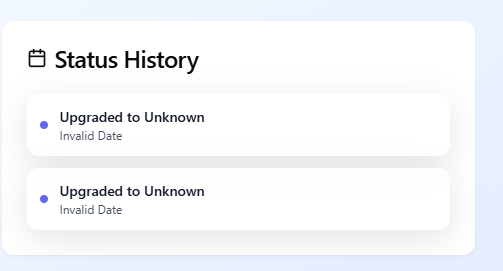 Status History
Upgraded to Unknown
Invalid Date
Upgraded to Unknown
Invalid Date